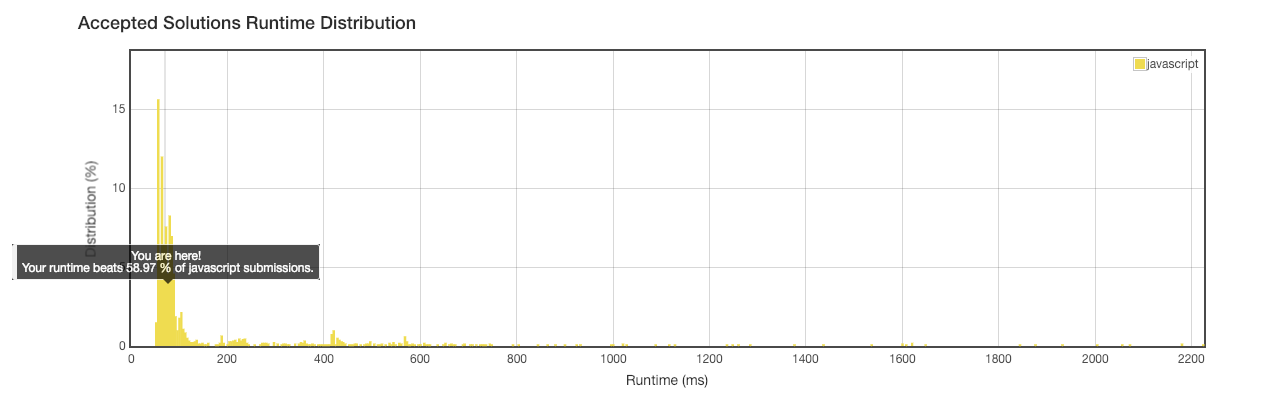 Accepted Solutions Runtime Distribution
javascript
15
10
5
0
Distribution (%)
You are here!
Your runtime beats 58.97 % of javascript submissions.
0 200 400 600 800 1000 1200 1400 1600 1800 2000 2200
Runtime (ms)